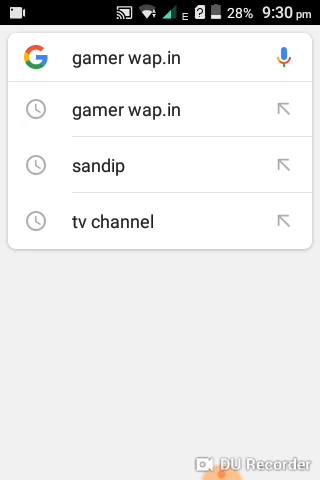 E 28% 9:30 pm
gamer wap.in
gamer wap.in
sandip
tv channel
DU Recorder